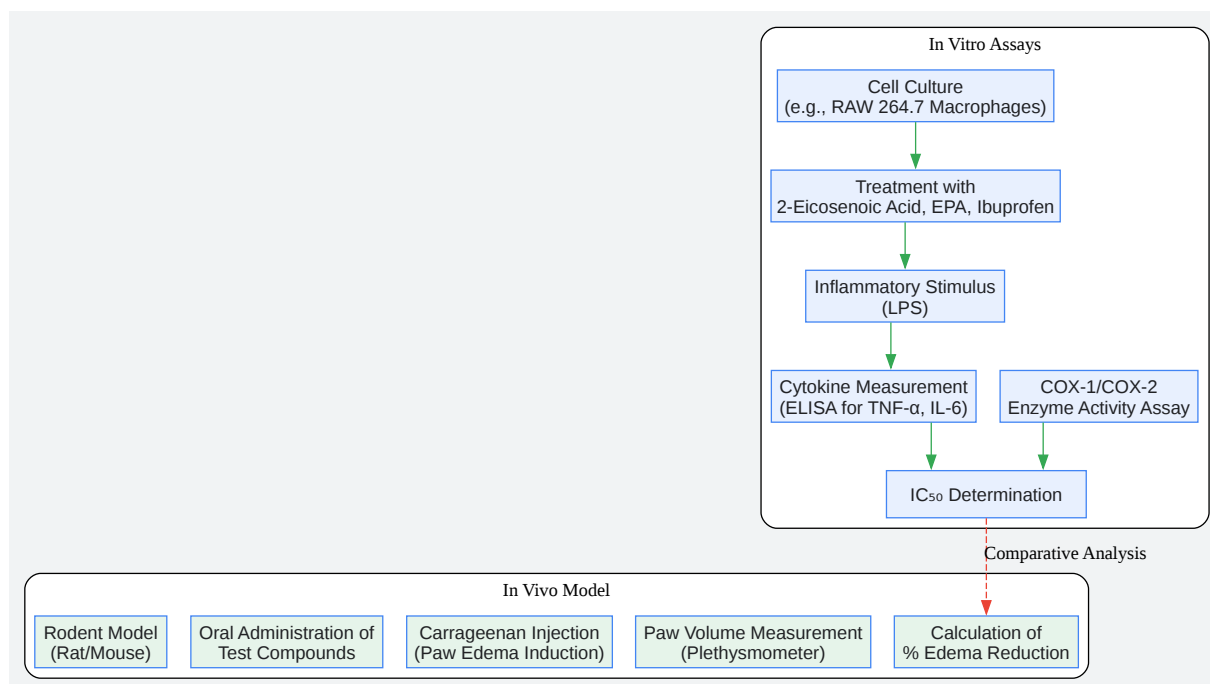 In Vitro Assays
Cell Culture
(e.g., RAW 264.7 Macrophages)
Treatment with
2-Eicosenoic Acid, EPA, Ibuprofen
Inflammatory Stimulus
(LPS)
Cytokine Measurement
(ELISA for TNF-α, IL-6)
COX-1/COX-2
Enzyme Activity Assay
IC₅₀ Determination
Comparative Analysis
In Vivo Model
Rodent Model
(Rat/Mouse)
Oral Administration of
Test Compounds
Carrageenan Injection
(Paw Edema Induction)
Paw Volume Measurement
(Plethysmometer)
Calculation of
% Edema Reduction